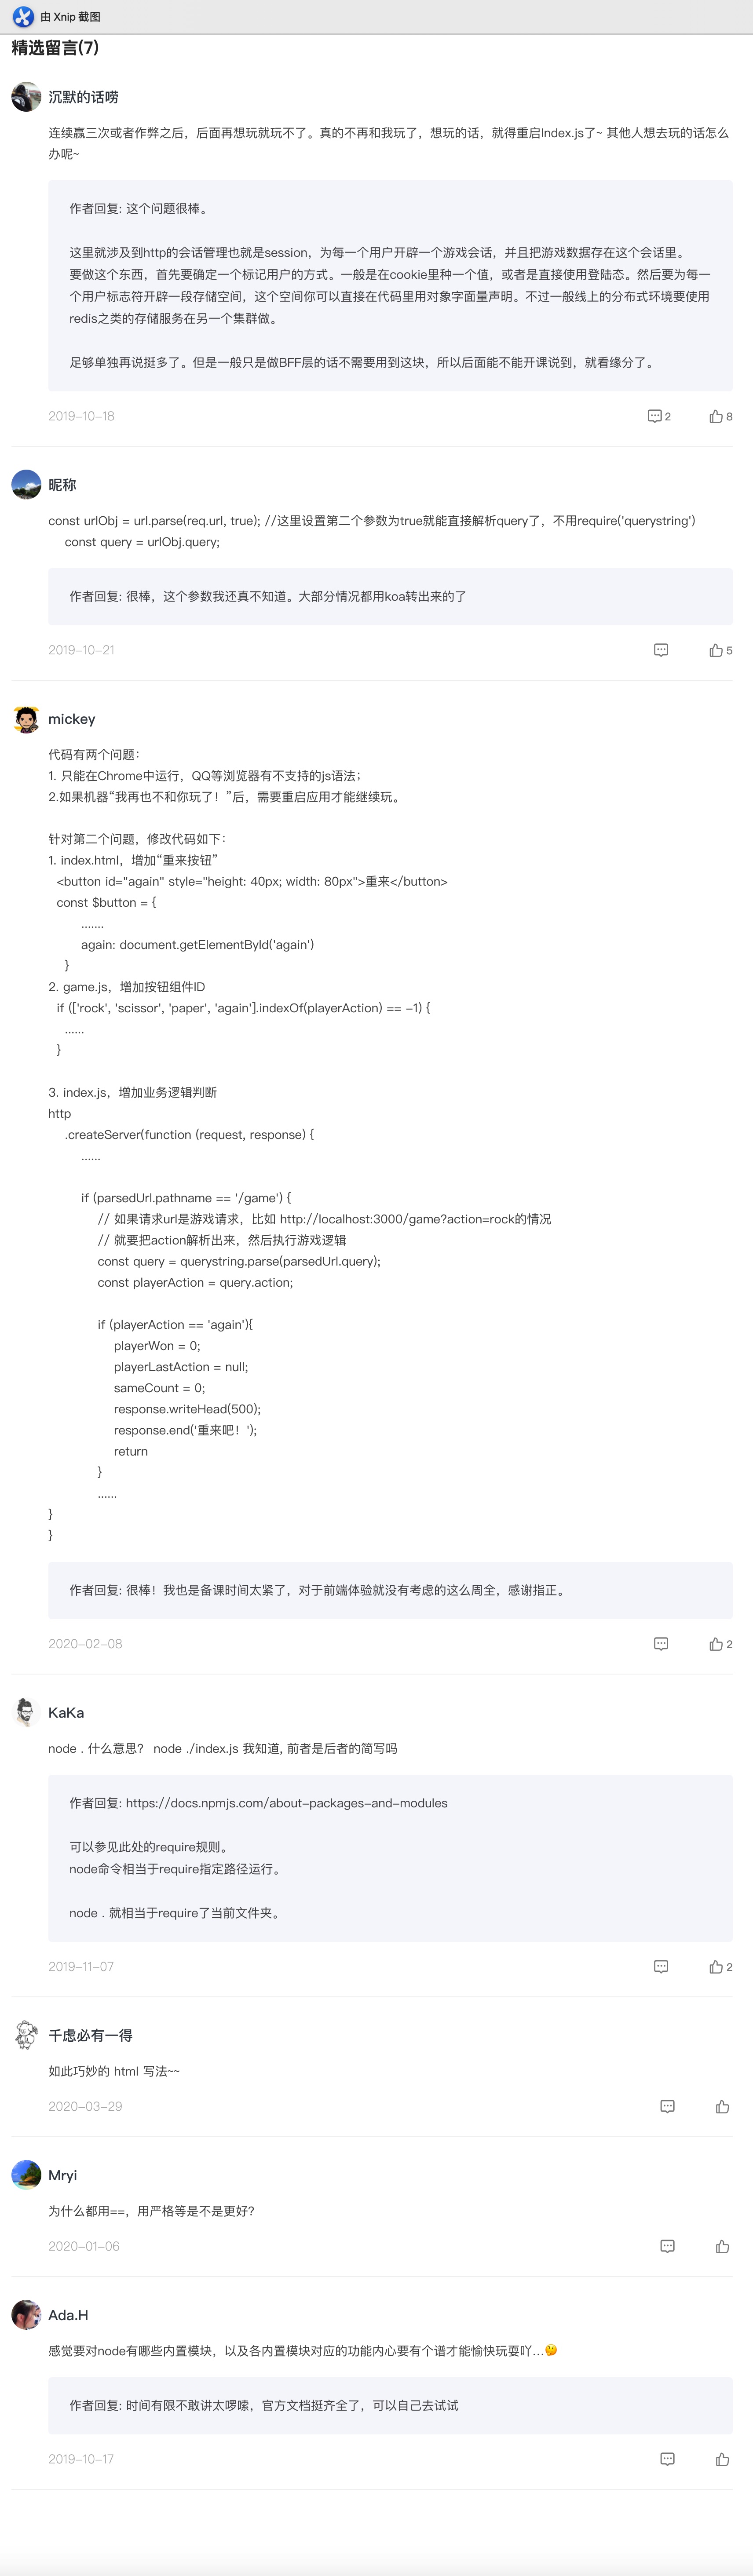 由 Xnip 截图
精选留言(7)
沉默的话唠
连续赢三次或者作弊之后，后面再想玩就玩不了。真的不再和我玩了，想玩的话，就得重启Index.js了~ 其他人想去玩的话怎么
办呢~
作者回复: 这个问题很棒。
这里就涉及到http的会话管理也就是session，为每一个用户开辟一个游戏会话，并且把游戏数据存在这个会话里。
要做这个东西，首先要确定一个标记用户的方式。一般是在cookie里种一个值，或者是直接使用登陆态。然后要为每一
个用户标志符开辟一段存储空间，这个空间你可以直接在代码里用对象字面量声明。不过一般线上的分布式环境要使用
redis之类的存储服务在另一个集群做。
足够单独再说挺多了。但是一般只是做BFF层的话不需要用到这块，所以后面能不能开课说到，就看缘分了。
2019-10-18 2 8
昵称
const urlObj = url.parse(req.url, true); //这里设置第二个参数为true就能直接解析query了，不用require('querystring')
const query = urlObj.query;
作者回复: 很棒，这个参数我还真不知道。大部分情况都用koa转出来的了
2019-10-21 5
mickey
代码有两个问题：
1. 只能在Chrome中运行，QQ等浏览器有不支持的js语法；
2.如果机器“我再也不和你玩了！”后，需要重启应用才能继续玩。
针对第二个问题，修改代码如下：
1. index.html，增加“重来按钮”
<button id="again" style="height: 40px; width: 80px">重来</button>
const $button = {
.......
again: document.getElementById('again')
}
2. game.js，增加按钮组件ID
if (['rock', 'scissor', 'paper', 'again'].indexOf(playerAction) == -1) {
......
}
3. index.js，增加业务逻辑判断
http
.createServer(function (request, response) {
......
if (parsedUrl.pathname == '/game') {
// 如果请求url是游戏请求，比如 http://localhost:3000/game?action=rock的情况
// 就要把action解析出来，然后执行游戏逻辑
const query = querystring.parse(parsedUrl.query);
const playerAction = query.action;
if (playerAction == 'again'){
playerWon = 0;
playerLastAction = null;
sameCount = 0;
response.writeHead(500);
response.end('重来吧！');
return
}
......
}
}
作者回复: 很棒！我也是备课时间太紧了，对于前端体验就没有考虑的这么周全，感谢指正。
2020-02-08 2
KaKa
node . 什么意思？ node ./index.js 我知道, 前者是后者的简写吗
作者回复: https://docs.npmjs.com/about-packages-and-modules
可以参见此处的require规则。
node命令相当于require指定路径运行。
node . 就相当于require了当前文件夹。
2019-11-07 2
千虑必有一得
如此巧妙的 html 写法~~
2020-03-29
Mryi
为什么都用==，用严格等是不是更好?
2020-01-06
Ada.H
感觉要对node有哪些内置模块，以及各内置模块对应的功能内心要有个谱才能愉快玩耍吖...🤔
作者回复: 时间有限不敢讲太啰嗦，官方文档挺齐全了，可以自己去试试
2019-10-17